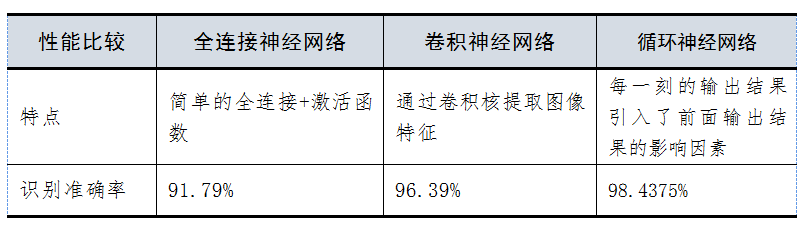 性能比较 全连接神经网络 卷积神经网络 循环神经网络
特点
简单的全连接+激活函
数
通过卷积核提取图像
特征
每一刻的输出结果
引入了前面输出结
果的影响因素
识别准确率 91.79% 96.39% 98.4375%